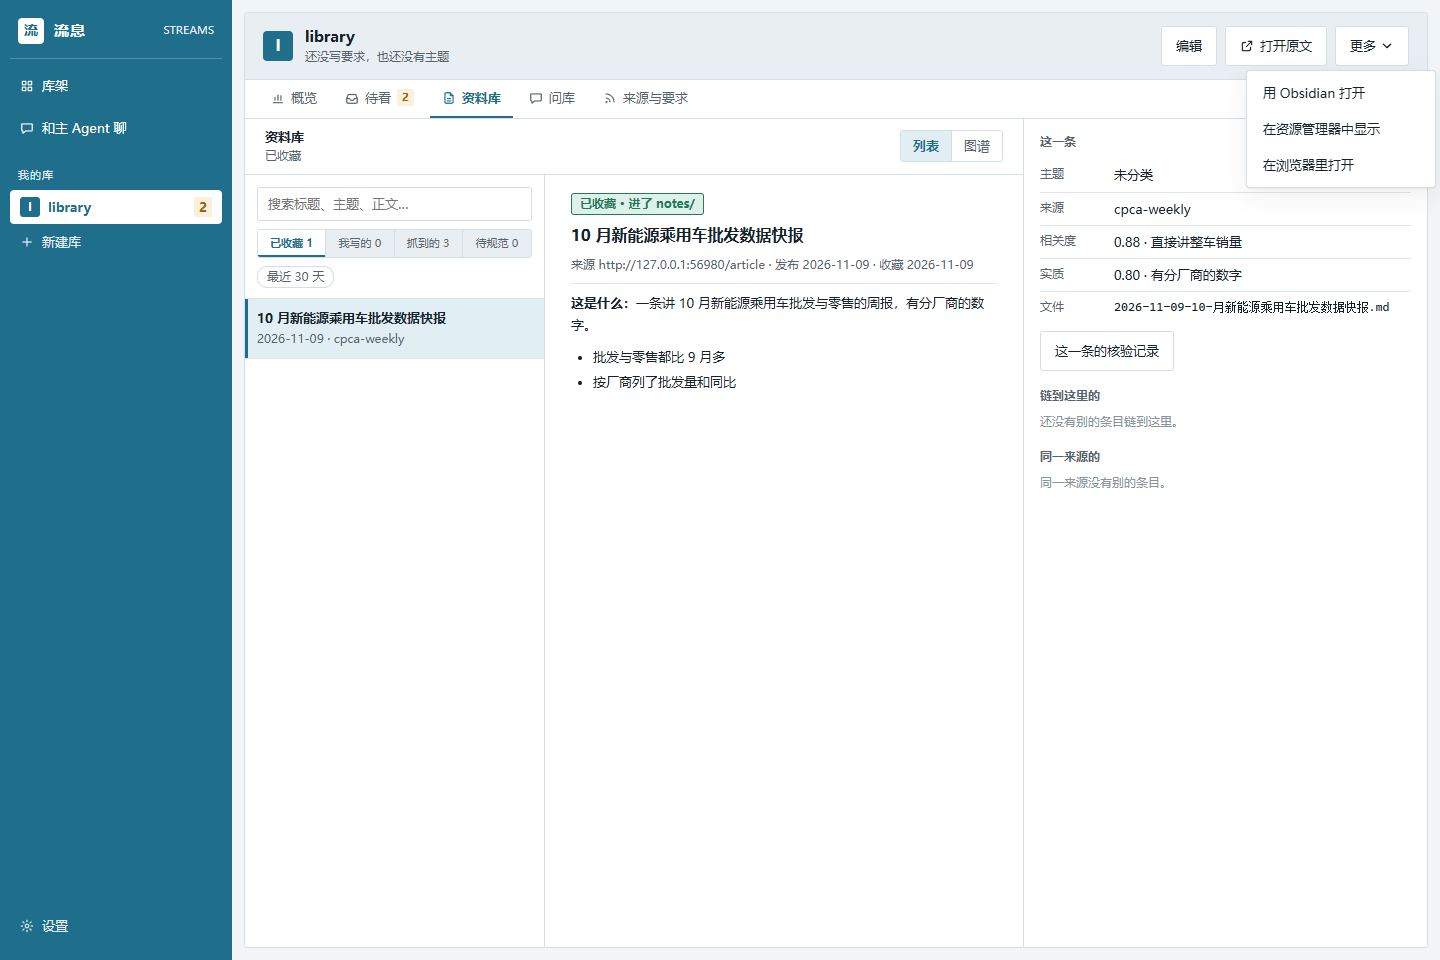 流 流息 STREAMS
库架
和主 Agent 聊
我的库
l library 2
新建库
设置
l library
还没写要求，也还没有主题
编辑
打开原文
更多
用 Obsidian 打开
在资源管理器中显示
在浏览器里打开
概览
待看 2
资料库
问库
来源与要求
资料库
已收藏
列表 图谱
搜索标题、主题、正文...
已收藏 1 我写的 0 抓到的 3 待规范 0
最近 30 天
10 月新能源乘用车批发数据快报
2026-11-09 · cpca-weekly
已收藏 · 进了 notes/
10 月新能源乘用车批发数据快报
来源 http://127.0.0.1:56980/article · 发布 2026-11-09 · 收藏 2026-11-09
这是什么：一条讲 10 月新能源乘用车批发与零售的周报，有分厂商的数
字。
• 批发与零售都比 9 月多
• 按厂商列了批发量和同比
这一条
主题 未分类
来源 cpca-weekly
相关度 0.88 · 直接讲整车销量
实质 0.80 · 有分厂商的数字
文件 2026-11-09-10-月新能源乘用车批发数据快报.md
这一条的核验记录
链到这里的
还没有别的条目链到这里。
同一来源的
同一来源没有别的条目。